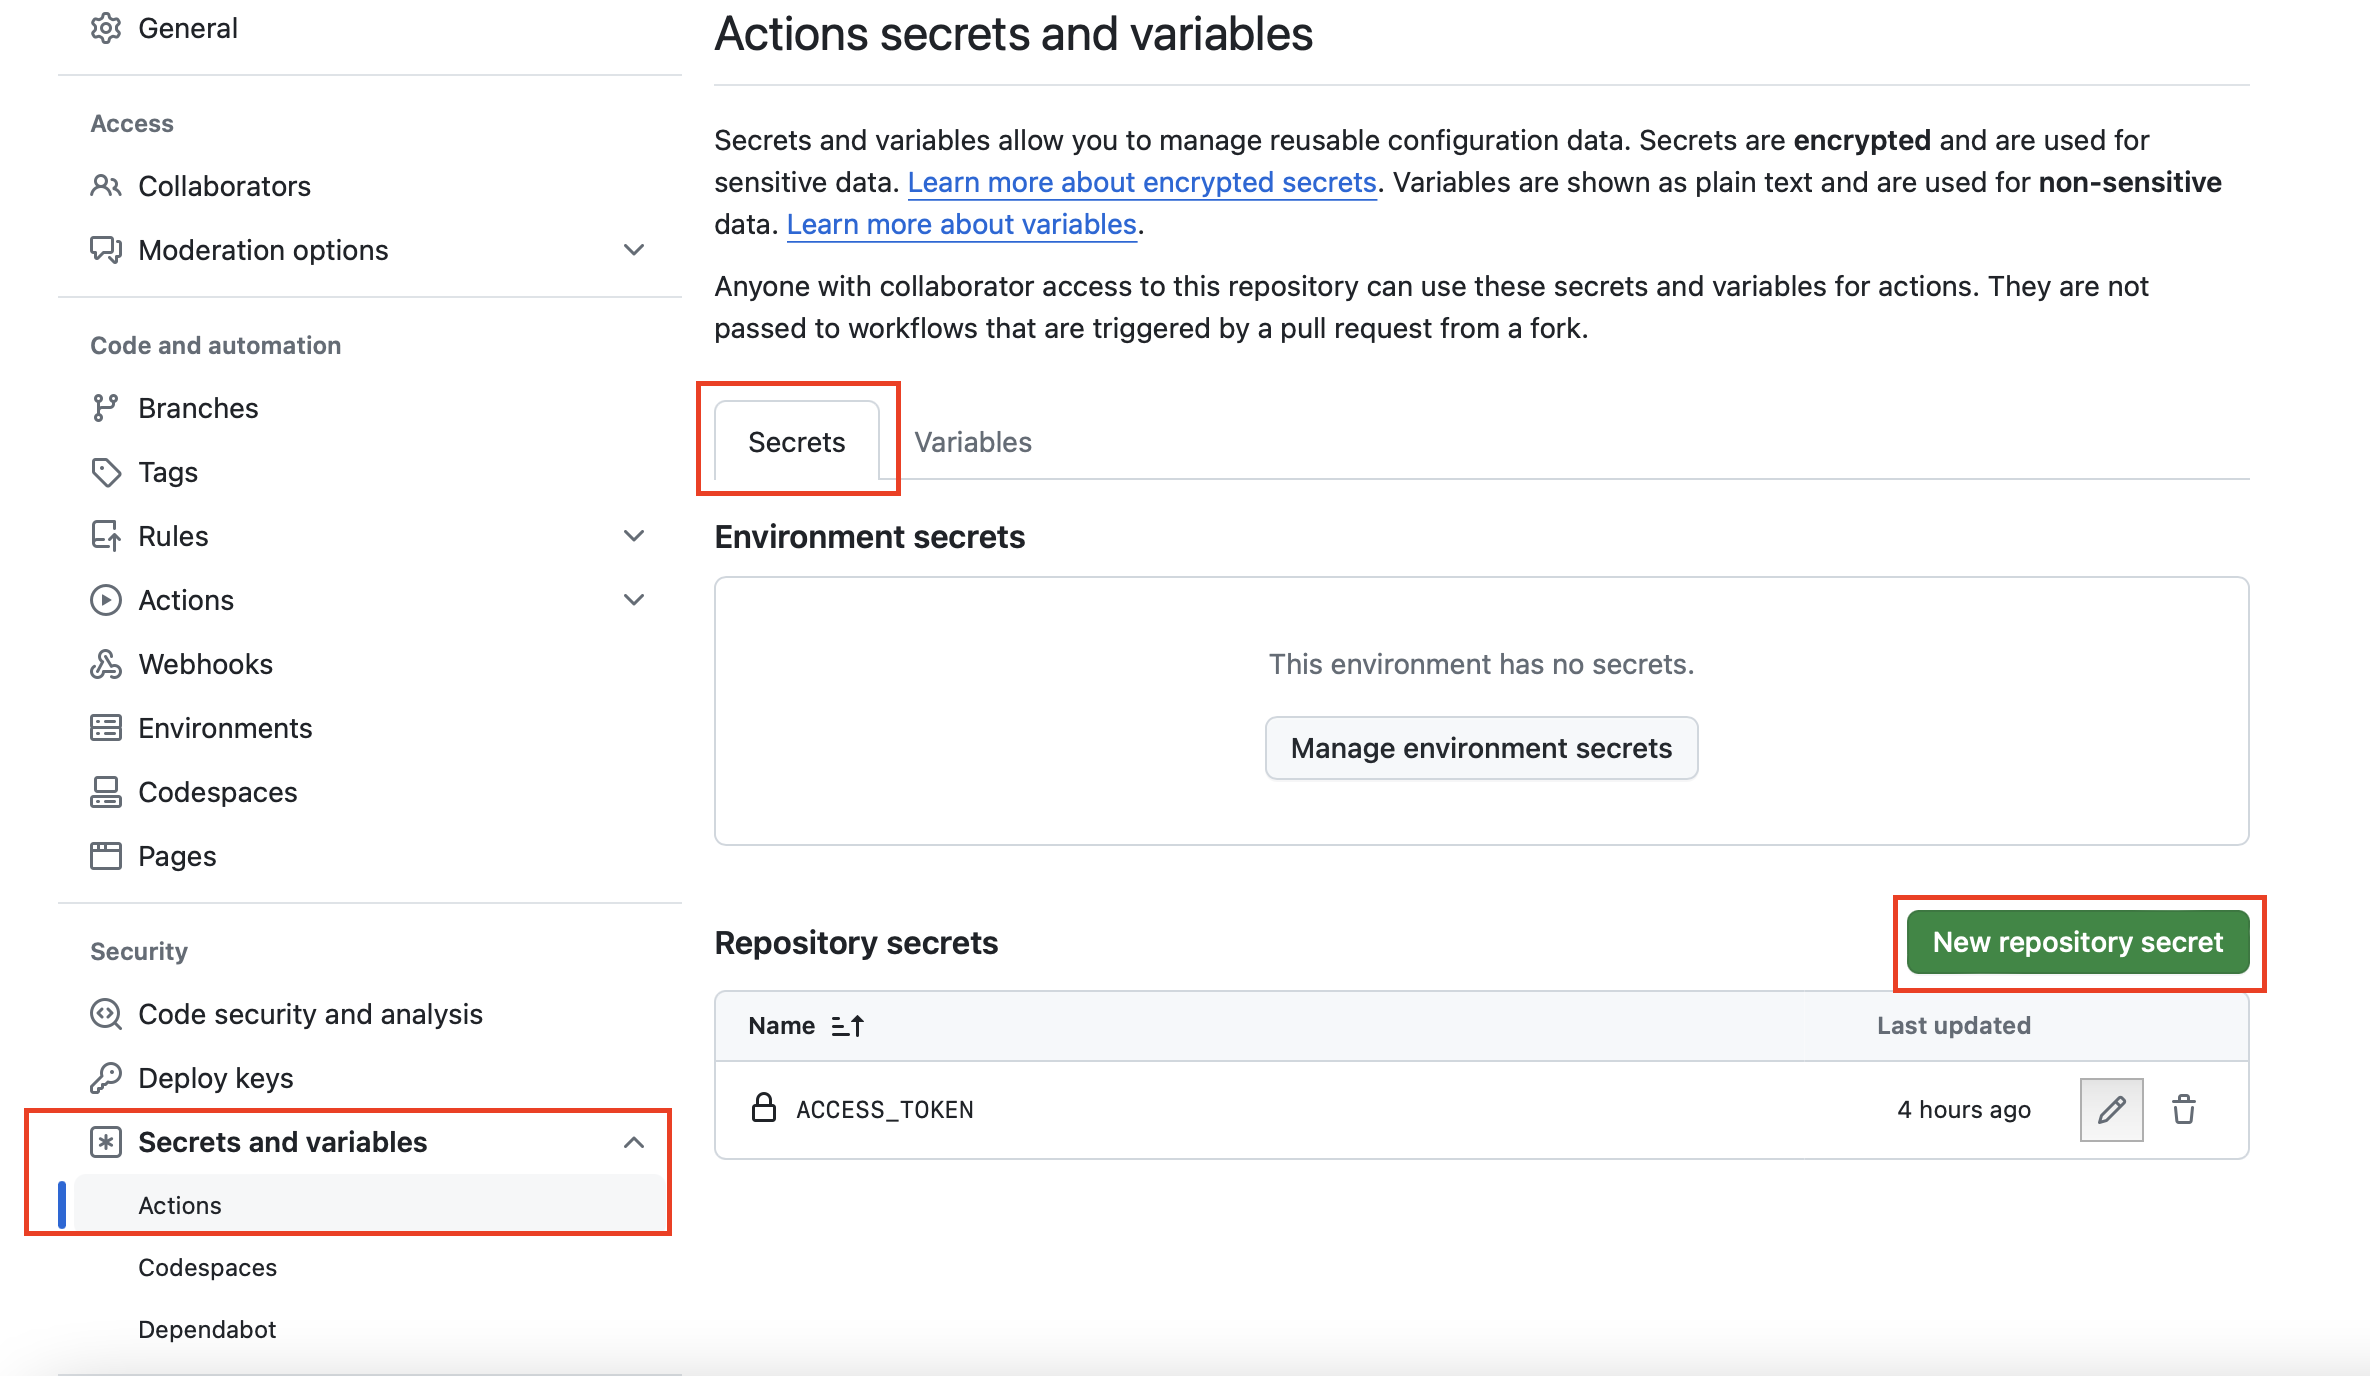 General
Access
Collaborators
Moderation options
Code and automation
Branches
Tags
Rules
Actions
Webhooks
Environments
Codespaces
Pages
Security
Code security and analysis
Deploy keys
Secrets and variables
Actions
Codespaces
Dependabot
Actions secrets and variables
Secrets and variables allow you to manage reusable configuration data. Secrets are encrypted and are used for
sensitive data. Learn more about encrypted secrets. Variables are shown as plain text and are used for non-sensitive
data. Learn more about variables.
Anyone with collaborator access to this repository can use these secrets and variables for actions. They are not
passed to workflows that are triggered by a pull request from a fork.
Secrets Variables
Environment secrets
This environment has no secrets.
Manage environment secrets
Repository secrets New repository secret
Name Last updated
ACCESS_TOKEN 4 hours ago